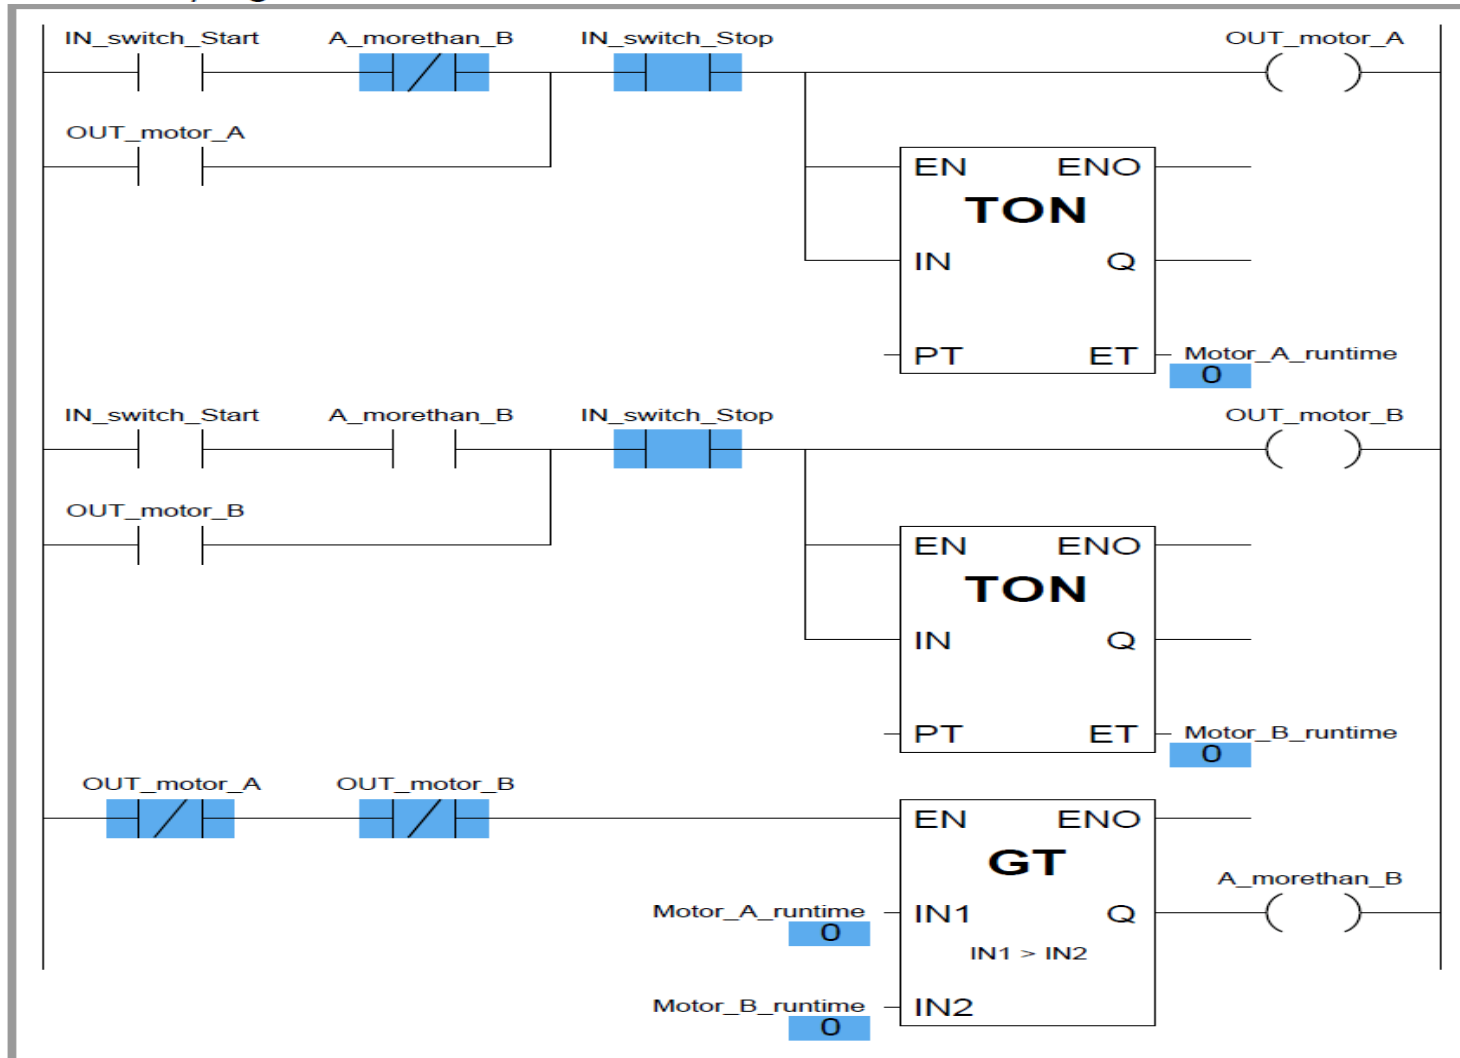 IN_switch_Start A_morethan_B IN_switch_Stop OUT_motor_A
OUT_motor_A
EN ENO
TON
IN Q
PT ET Motor_A_runtime
0
IN_switch_Start A_morethan_B IN_switch_Stop OUT_motor_B
OUT_motor_B
EN ENO
TON
IN Q
PT ET Motor_B_runtime
0
OUT_motor_A OUT_motor_B
EN ENO
GT
A_morethan_B
Motor_A_runtime IN1 Q
0
IN1 > IN2
Motor_B_runtime IN2
0